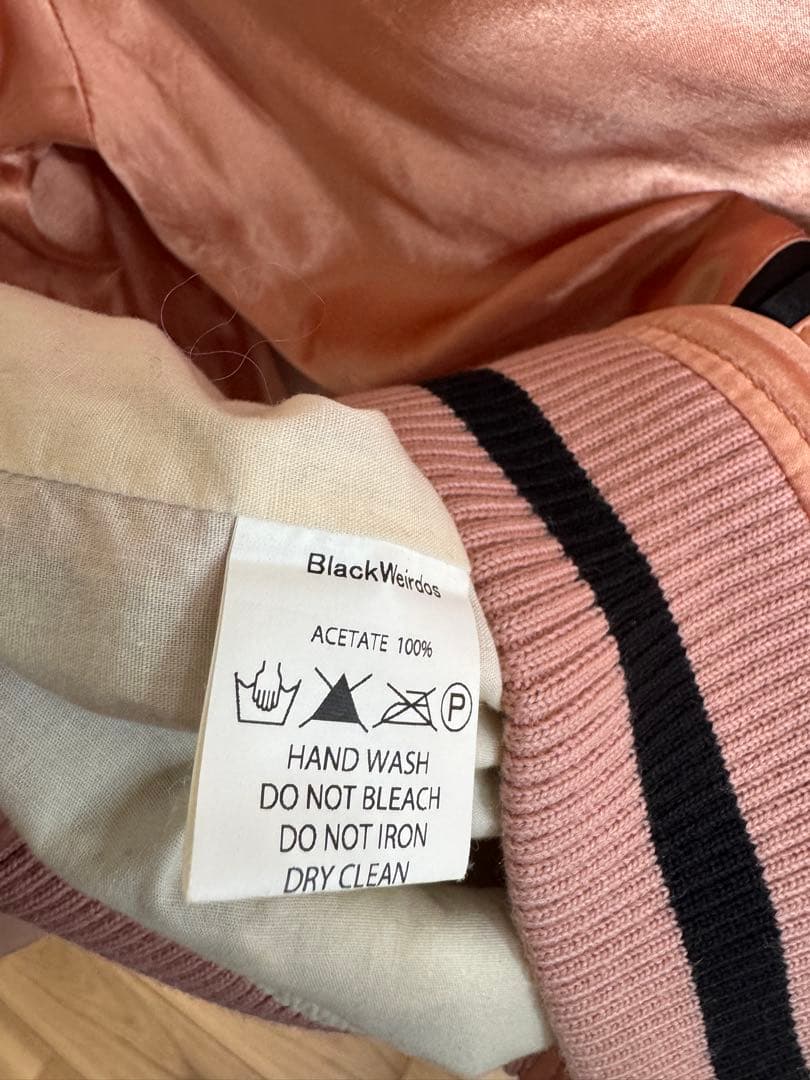 BlackWeirdos
ACETATE 100%
P
HAND WASH
DO NOT BLEACH
DO NOT IRON
DRY CLEAN